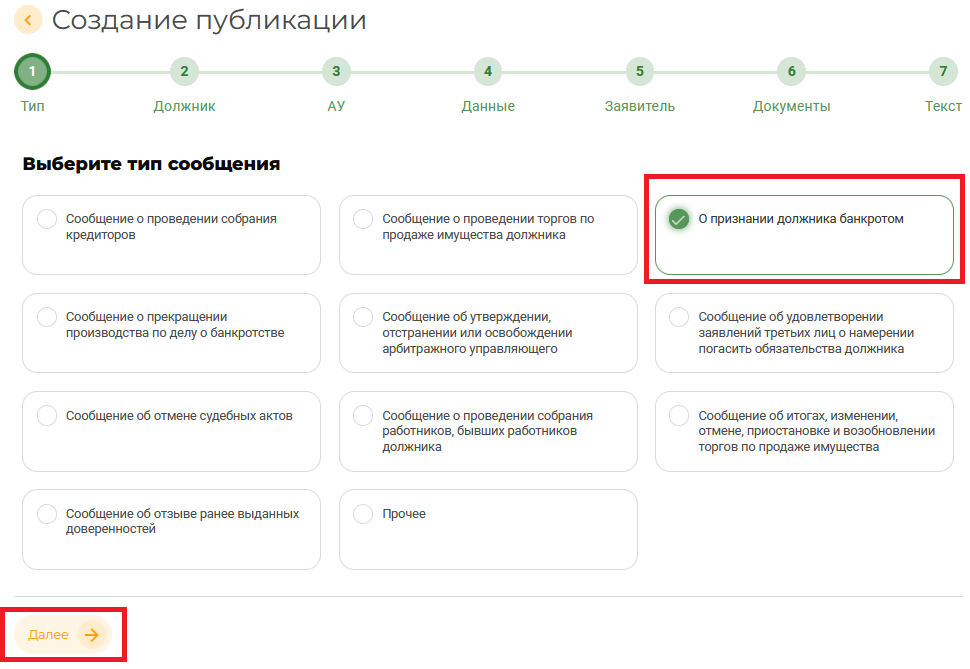 Создание публикации
1 2 3 4 5 6 7
Тип Должник АУ Данные Заявитель Документы Текст
Выберите тип сообщения
Сообщение о проведении собрания
кредиторов
Сообщение о проведении торгов по
продаже имущества должника
О признании должника банкротом
Сообщение о прекращении
производства по делу о банкротстве
Сообщение об утверждении,
отстранении или освобождении
арбитражного управляющего
Сообщение об удовлетворении
заявлений третьих лиц о намерении
погасить обязательства должника
Сообщение об отмене судебных актов
Сообщение о проведении собрания
работников, бывших работников
должника
Сообщение об итогах, изменении,
отмене, приостановке и возобновлении
торгов по продаже имущества
Сообщение об отзыве ранее выданных
доверенностей
Прочее
Далее